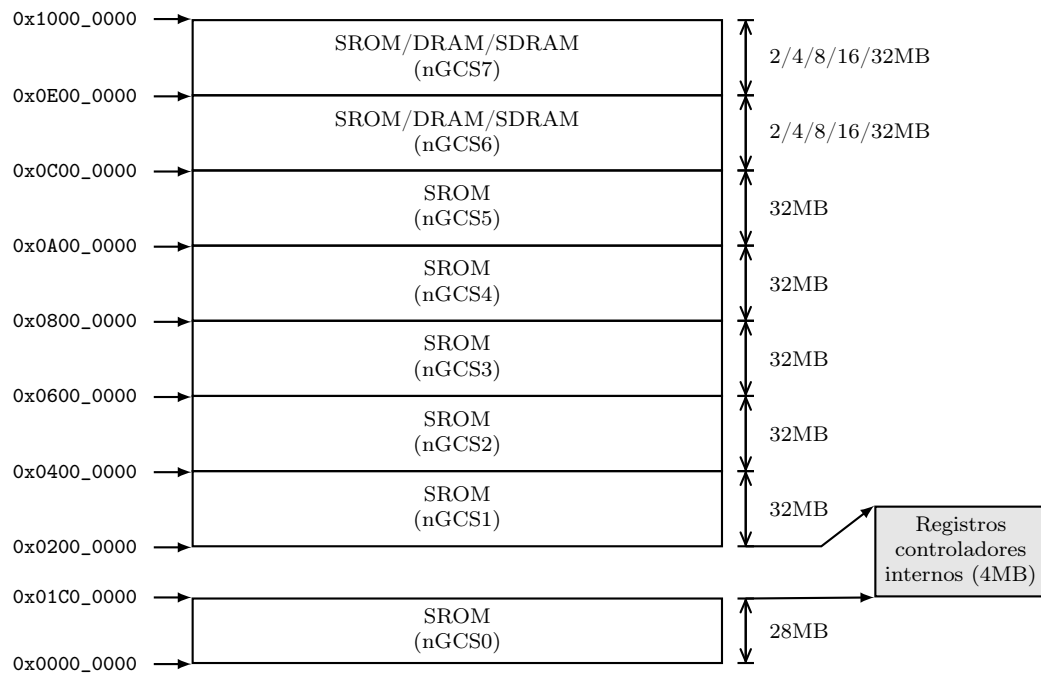 0x1000_0000
SROM/DRAM/SDRAM
(nGCS7)
2/4/8/16/32MB
0x0E00_0000
SROM/DRAM/SDRAM
(nGCS6)
2/4/8/16/32MB
0x0C00_0000
SROM
(nGCS5)
32MB
0x0A00_0000
SROM
(nGCS4)
32MB
0x0800_0000
SROM
(nGCS3)
32MB
0x0600_0000
SROM
(nGCS2)
32MB
0x0400_0000
SROM
(nGCS1)
32MB
0x0200_0000
Registros
controladores
internos (4MB)
0x01C0_0000
SROM
(nGCS0)
28MB
0x0000_0000